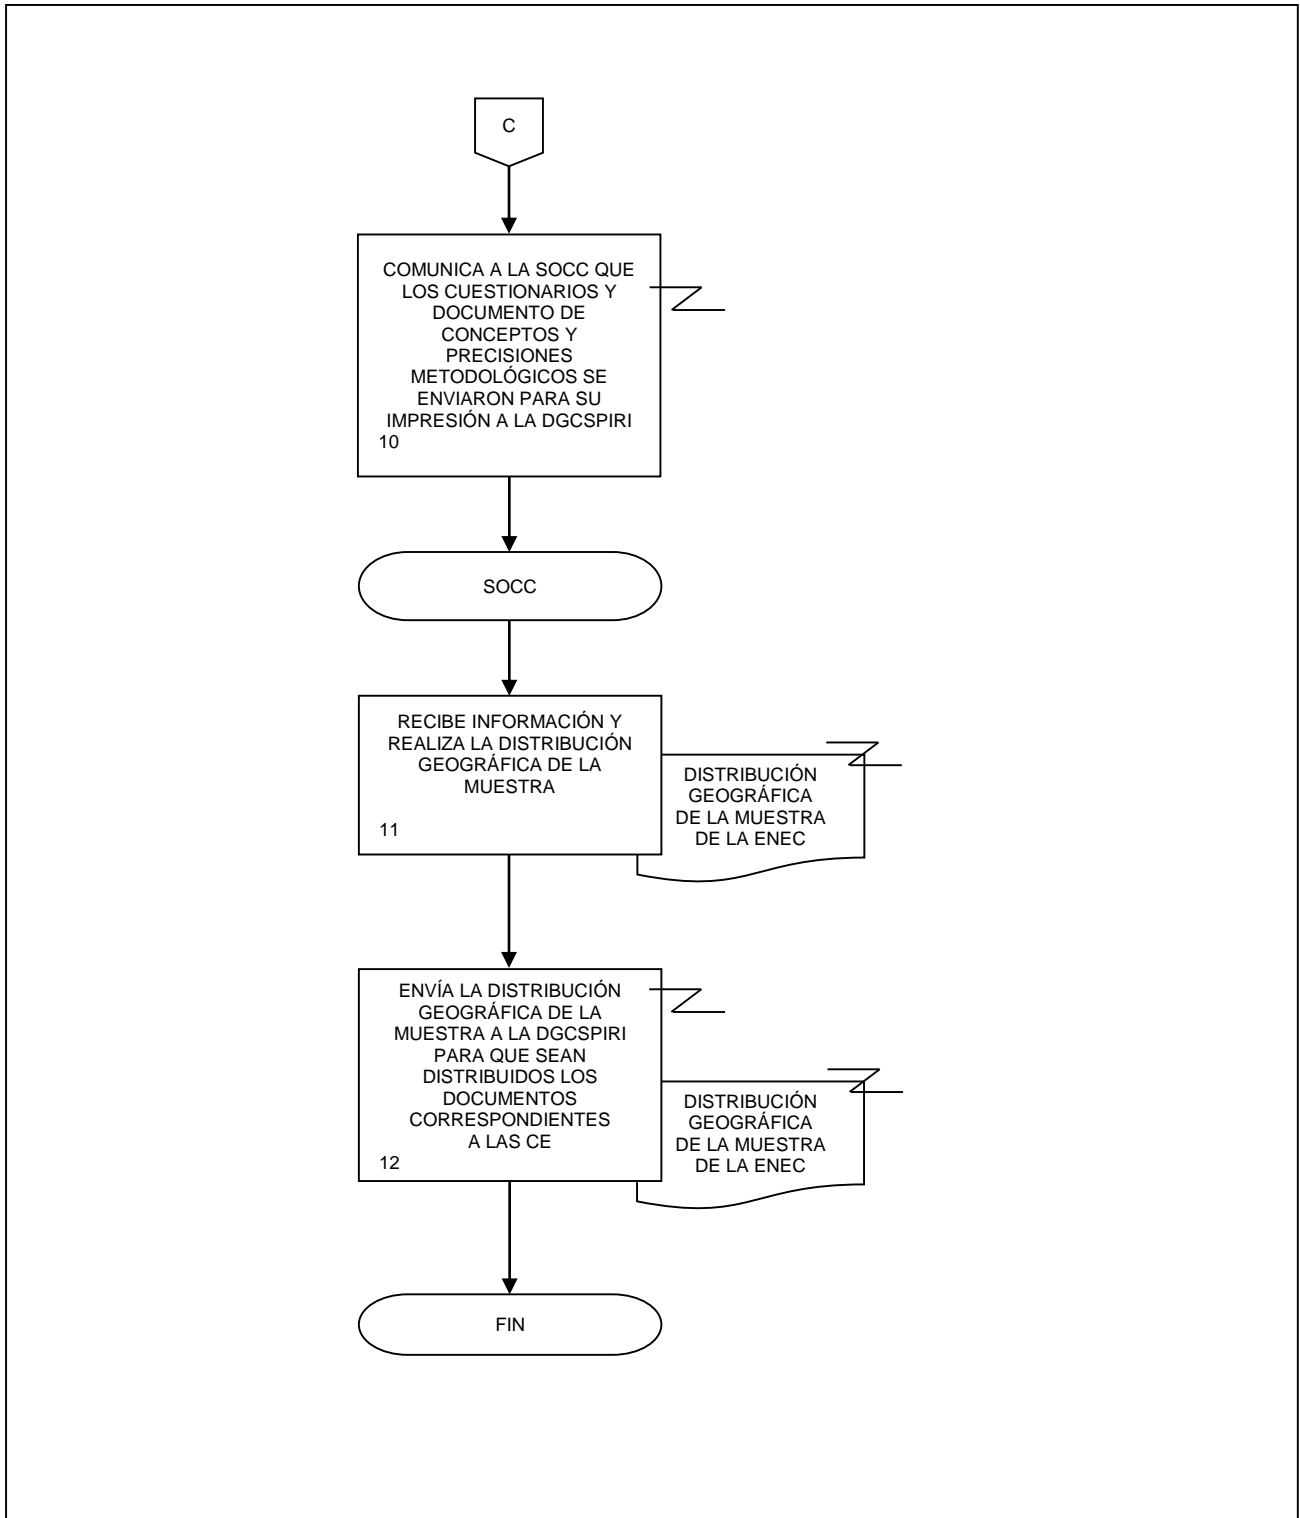 C
COMUNICA A LA SOCC QUE
LOS CUESTIONARIOS Y
DOCUMENTO DE
CONCEPTOS Y
PRECISIONES
METODOLÓGICOS SE
ENVIARON PARA SU
IMPRESIÓN A LA DGCSPIRI
10
SOCC
RECIBE INFORMACIÓN Y
REALIZA LA DISTRIBUCIÓN
GEOGRÁFICA DE LA
MUESTRA
11
DISTRIBUCIÓN
GEOGRÁFICA
DE LA MUESTRA
DE LA ENEC
ENVÍA LA DISTRIBUCIÓN
GEOGRÁFICA DE LA
MUESTRA A LA DGCSPIRI
PARA QUE SEAN
DISTRIBUIDOS LOS
DOCUMENTOS
CORRESPONDIENTES
A LAS CE
12
DISTRIBUCIÓN
GEOGRÁFICA
DE LA MUESTRA
DE LA ENEC
FIN